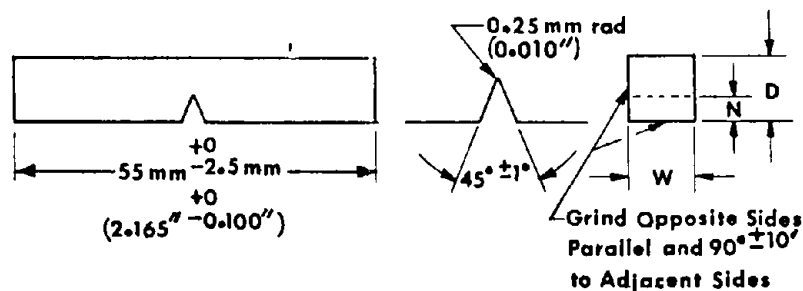 +0
55 mm -2.5 mm
+0
(2.165" -0.100")
0.25 mm rad
(0.010")
45° ±1°
D
N
W
Grind Opposite Sides
Parallel and 90° ±10'
to Adjacent Sides